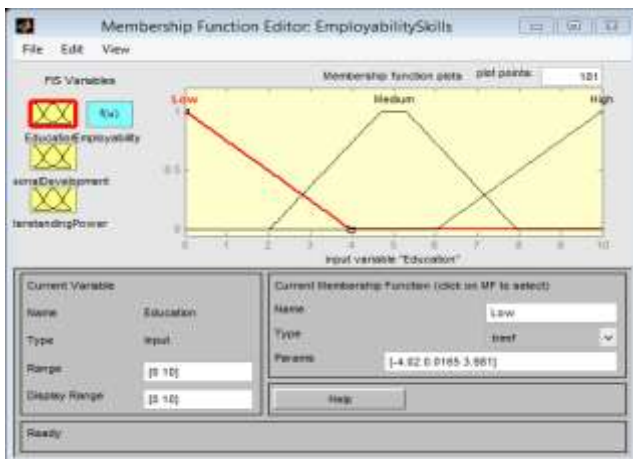 Membership Function Editor: EmployabilitySkills
File Edit View
FIS Variables
Membership function plots plot points: 181
f(u)
Education Employability
sonalDevelopment
derstandingPower
Low Medium High
1
0.5
0
0 1 2 3 4 5 6 7 8 9 10
input variable "Education"
Current Variable
Name Education
Type input
Range [0 10]
Display Range [0 10]
Current Membership Function (click on MF to select)
Name Low
Type trimf
Params [-4.02 0.0165 3.981]
Help
Ready